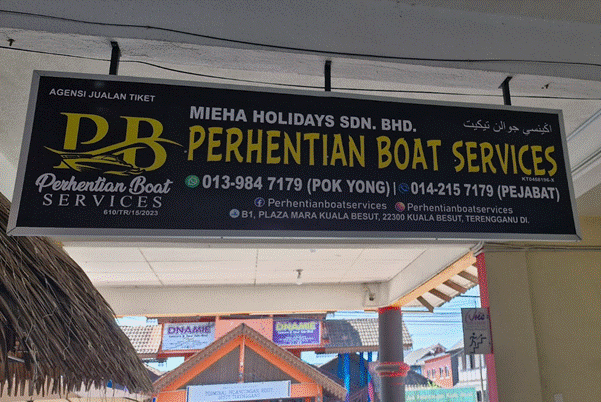 AGENSI JUALAN TIKET
PB
Perhentian Boat
SERVICES
610/TR/15/2023
MIEHA HOLIDAYS SDN. BHD.
اݢينسي جوالن تيكيت
PERHENTIAN BOAT SERVICES
013-984 7179 (POK YONG) | 014-215 7179 (PEJABAT)
Perhentianboatservices Perhentianboatservices
B1, PLAZA MARA KUALA BESUT, 22300 KUALA BESUT, TERENGGANU DI.
DNAMIE
DNAMIE